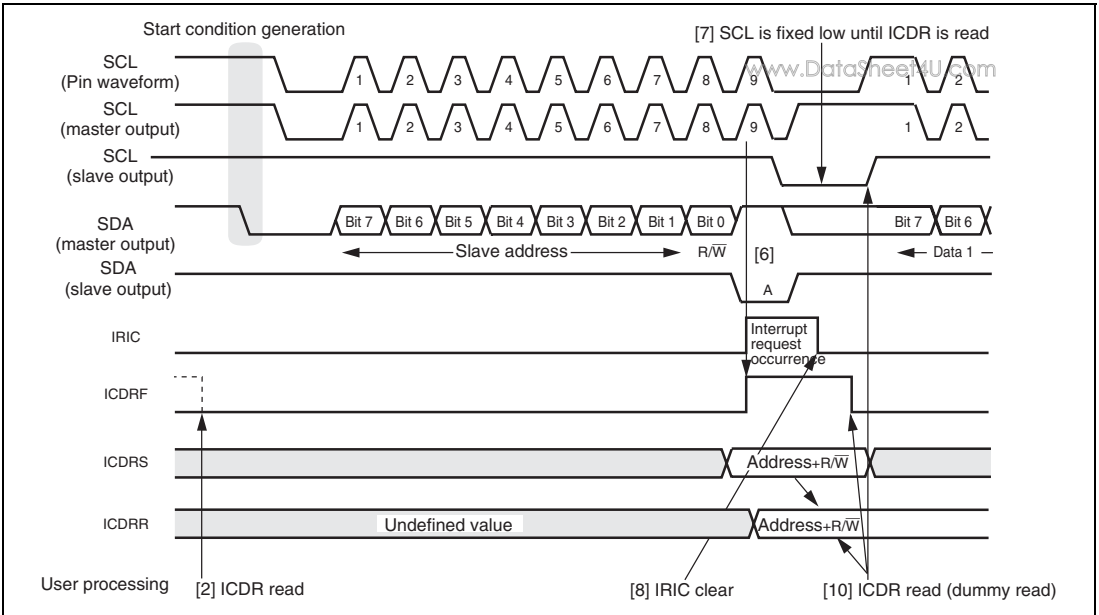 Start condition generation
[7] SCL is fixed low until ICDR is read
www.DataSheet4U.com
SCL
(Pin waveform)
1 2 3 4 5 6 7 8 9 1 2
SCL
(master output)
1 2 3 4 5 6 7 8 9 1 2
SCL
(slave output)
SDA
(master output)
Bit 7 Bit 6 Bit 5 Bit 4 Bit 3 Bit 2 Bit 1 Bit 0 Bit 7 Bit 6
Slave address R/W̅ [6] Data 1
SDA
(slave output)
A
IRIC
Interrupt
request
occurrence
ICDRF
ICDRS
Address+R/W̅
ICDRR
Undefined value
Address+R/W̅
User processing
[2] ICDR read
[8] IRIC clear
[10] ICDR read (dummy read)